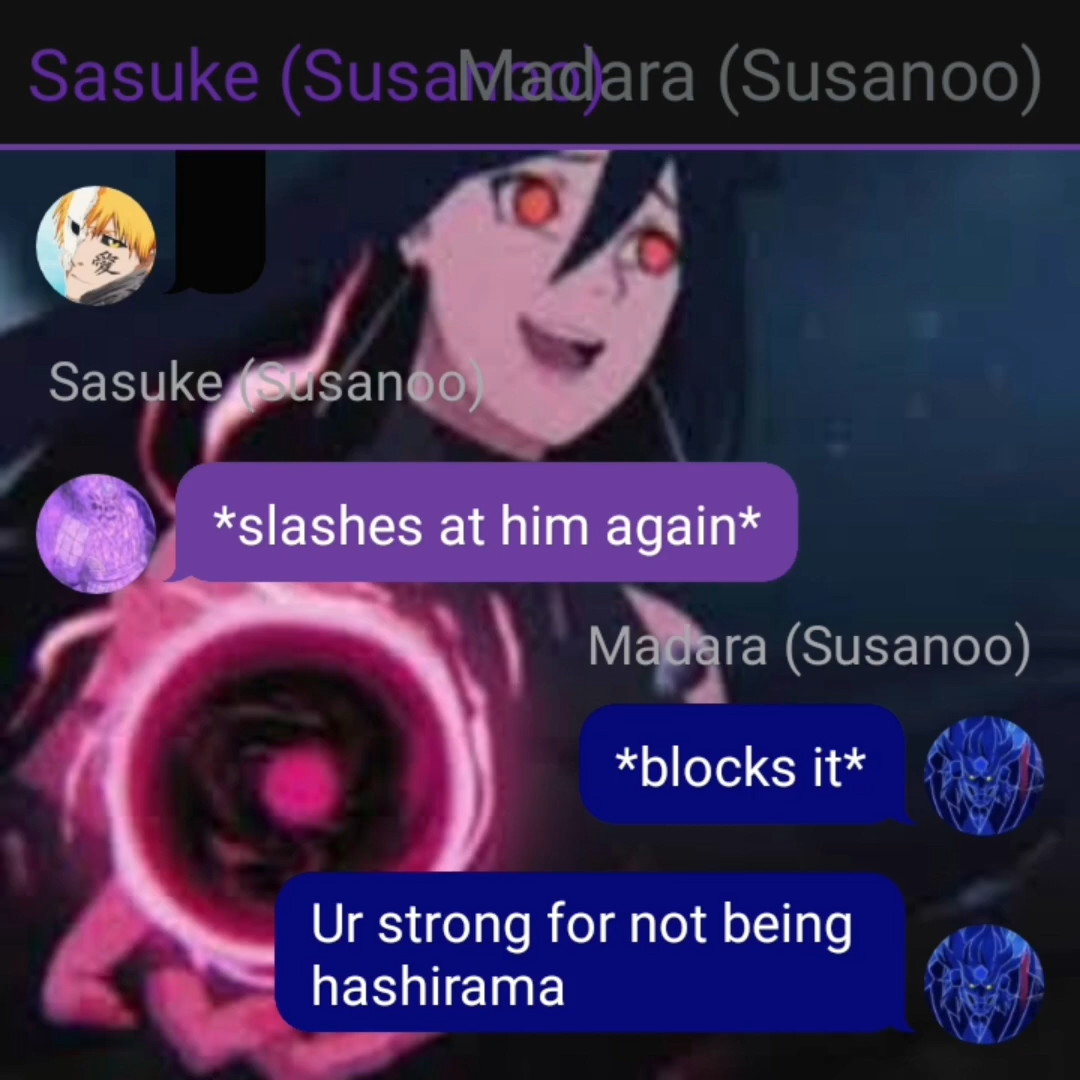 Sasuke (Susanoo)
Madara (Susanoo)
愛
Sasuke (Susanoo)
*slashes at him again*
Madara (Susanoo)
*blocks it*
Ur strong for not being
hashirama